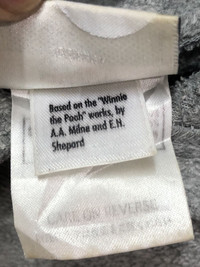 Based on the "Winnie
the Pooh" works, by
A.A. Milne and E.H.
Shepard
CARE ON REVERSE